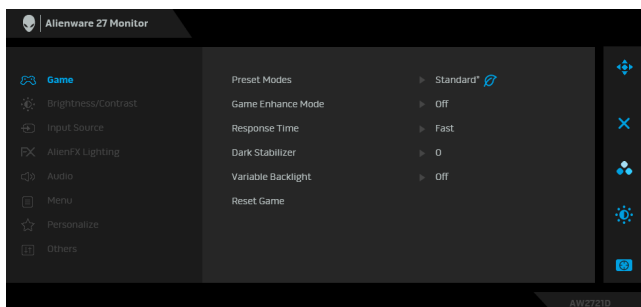 Alienware 27 Monitor
Game
Preset Modes
Standard*
Brightness/Contrast
Game Enhance Mode
Off
Input Source
Response Time
Fast
FX
AlienFX Lighting
Dark Stabilizer
0
Audio
Variable Backlight
Off
Menu
Reset Game
Personalize
Others
AW2721D